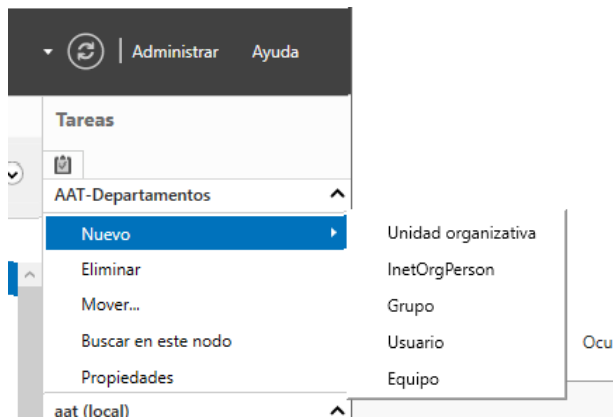 Administrar Ayuda
Tareas
AAT-Departamentos
Nuevo
Unidad organizativa
Eliminar
InetOrgPerson
Mover...
Grupo
Buscar en este nodo
Usuario
Ocu
Propiedades
Equipo
aat (local)